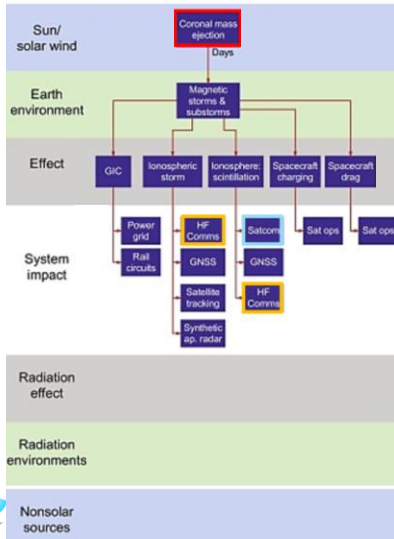 Sun/
solar wind
Coronal mass
ejection
Days
Earth
environment
Magnetic
storms &
substorms
Effect
GIC
Ionospheric
storm
Ionosphere:
scintillation
Spacecraft
charging
Spacecraft
drag
System
impact
Power
grid
HF
Comms
Satcom
Sat ops
Sat ops
Rail
circuits
GNSS
GNSS
Satellite
tracking
HF
Comms
Synthetic
ap. radar
Radiation
effect
Radiation
environments
Nonsolar
sources